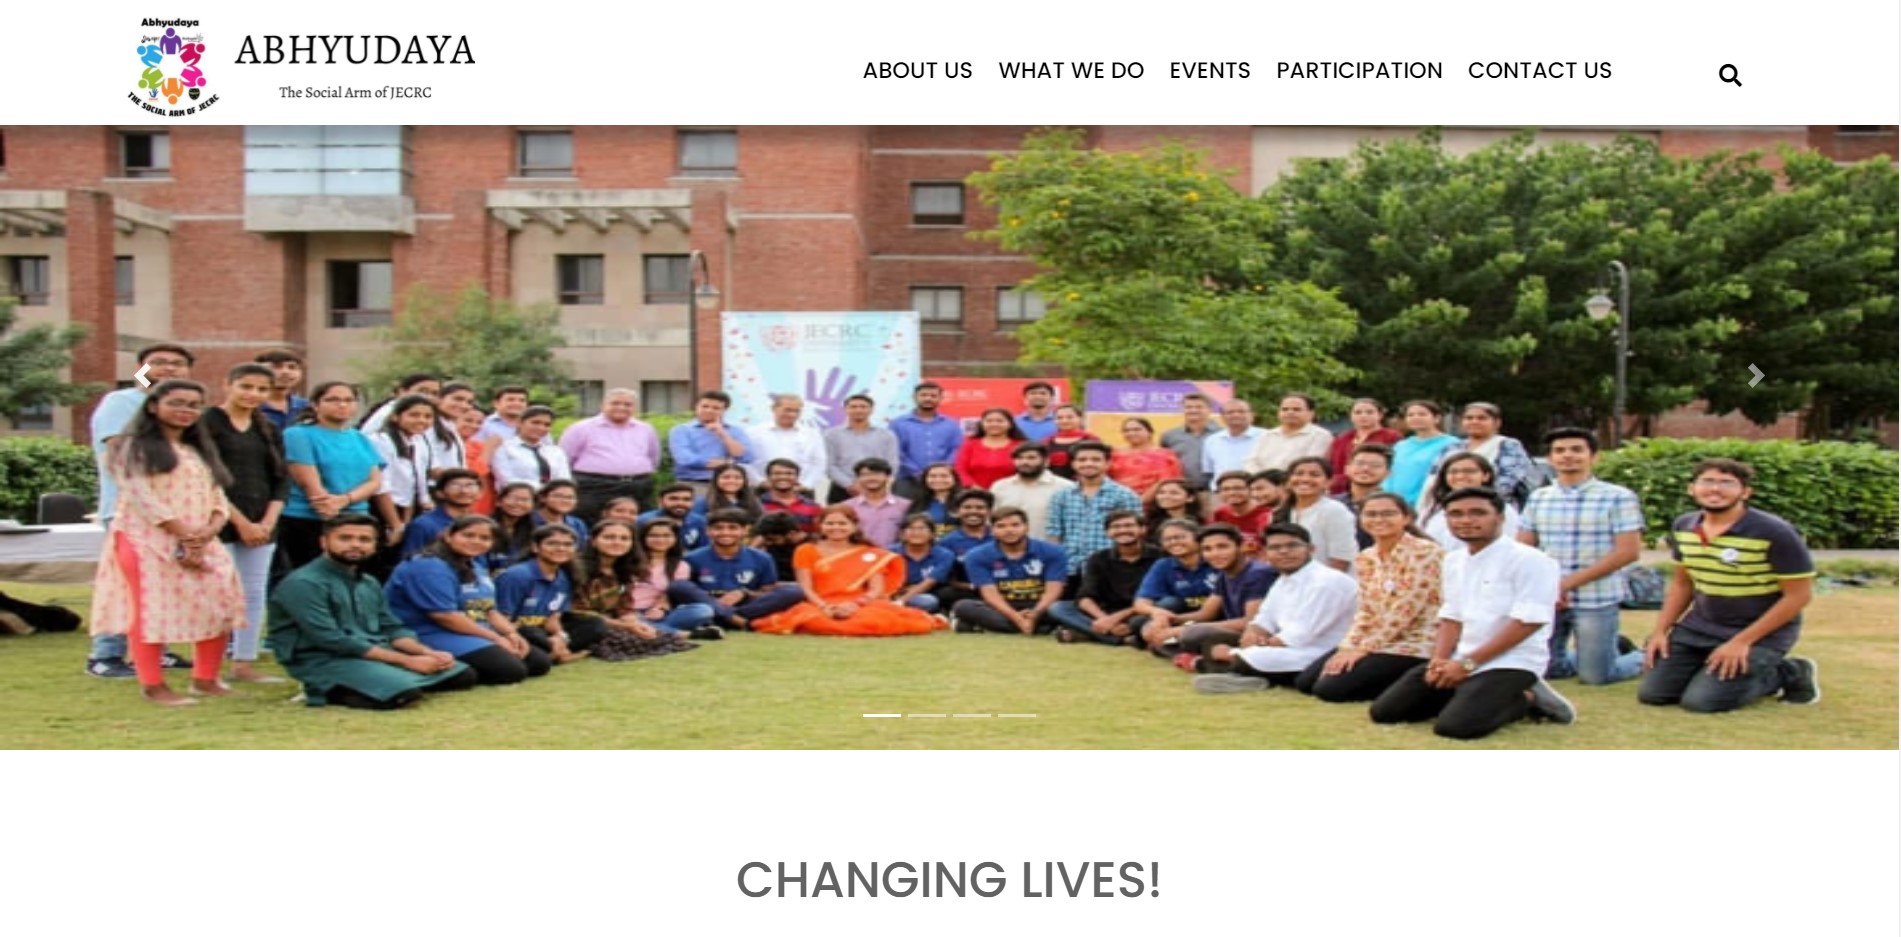 Abhyudaya
THE SOCIAL ARM OF JECRC
ABHYUDAYA
The Social Arm of JECRC
ABOUT US WHAT WE DO EVENTS PARTICIPATION CONTACT US
JECRC
CHANGING LIVES!